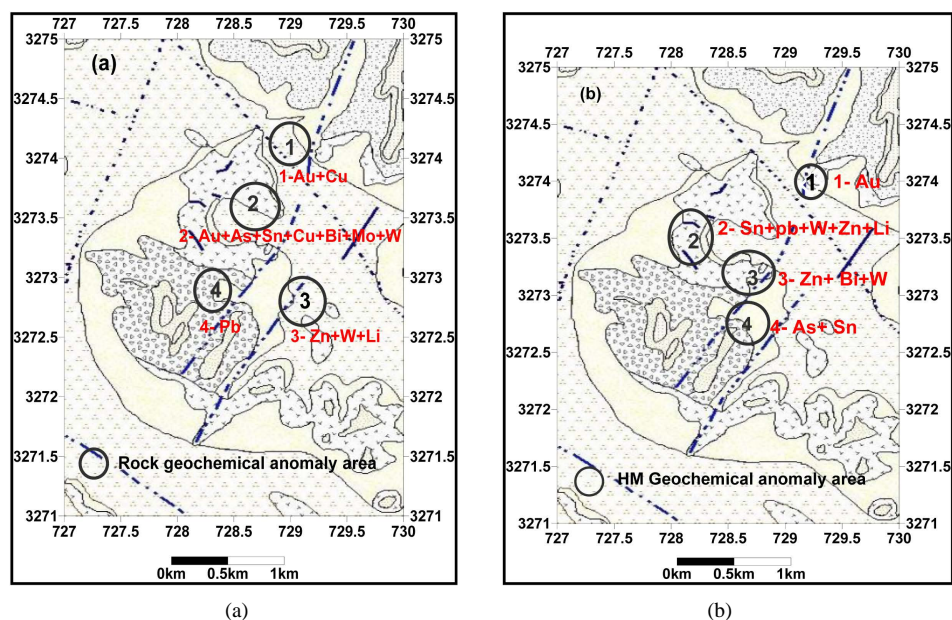 727 728 728.5 729 729.5 730
3275
3274.5
3274
3273.5
3273
3272.5
3272
3271.5
3271
(a)
1
1-Au+Cu
2
2-Au+As+Sn+Cu+Bi+Mo+W
4
4-Pb
3
3-Zn+W+Li
Rock geochemical anomaly area
3275
3274.5
3274
3273.5
3273
3272.5
3272
3271.5
3271
727 727.5 728 728.5 729 729.5 730
0km 0.5km 1km
(a)
727 728 728.5 729 729.5 730
3275
3274.5
3274
3273.5
3273
3272.5
3272
3271.5
3271
(b)
1
1- Au
2
2- Sn+pb+W+Zn+Li
3
3- Zn+ BI+W
4
4- As+ Sn
HM Geochemical anomaly area
3275
3274.5
3274
3273.5
3273
3272.5
3272
3271.5
3271
727 727.5 728 728.5 729 729.5 730
0km 0.5km 1km
(b)